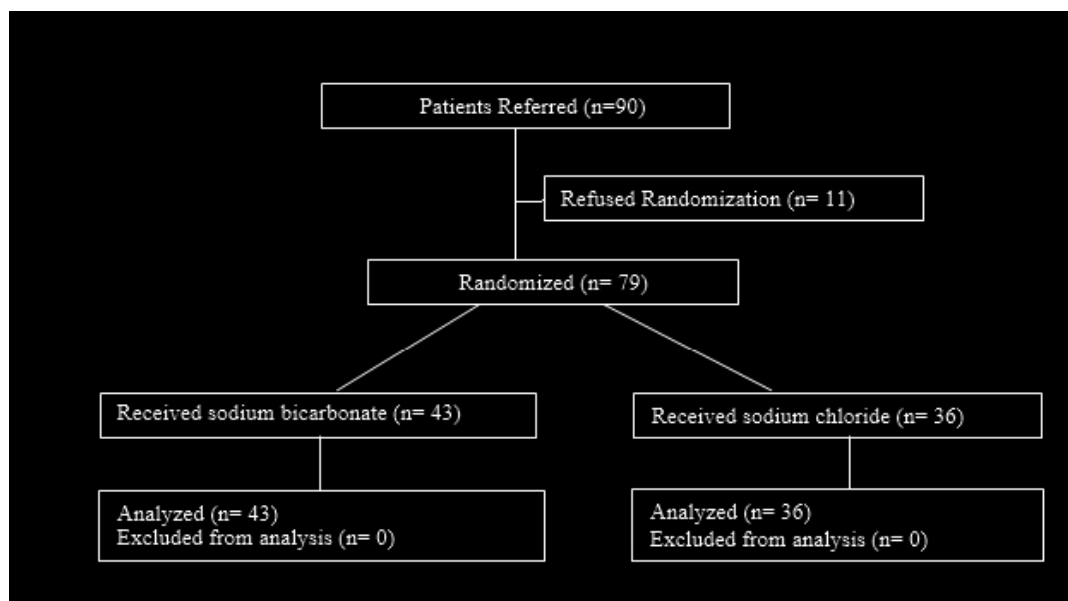 Patients Referred (n=90)
Refused Randomization (n= 11)
Randomized (n= 79)
Received sodium bicarbonate (n= 43)
Received sodium chloride (n= 36)
Analyzed (n= 43)
Excluded from analysis (n= 0)
Analyzed (n= 36)
Excluded from analysis (n= 0)